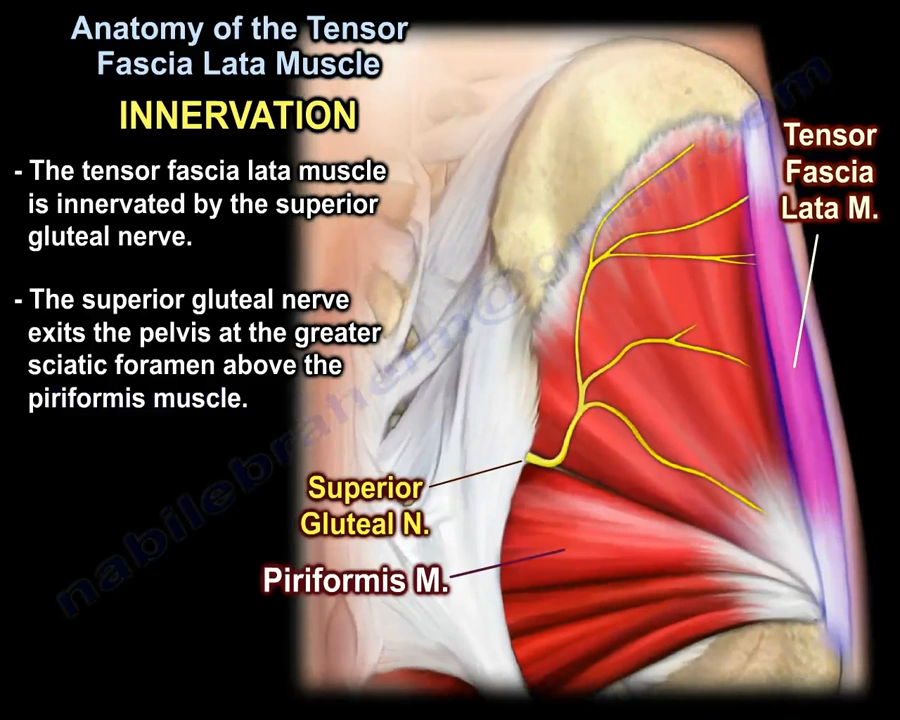 Anatomy of the Tensor
Fascia Lata Muscle
INNERVATION
- The tensor fascia lata muscle
is innervated by the superior
gluteal nerve.
- The superior gluteal nerve
exits the pelvis at the greater
sciatic foramen above the
piriformis muscle.
Tensor
Fascia
Lata M.
Superior
Gluteal N.
Piriformis M.